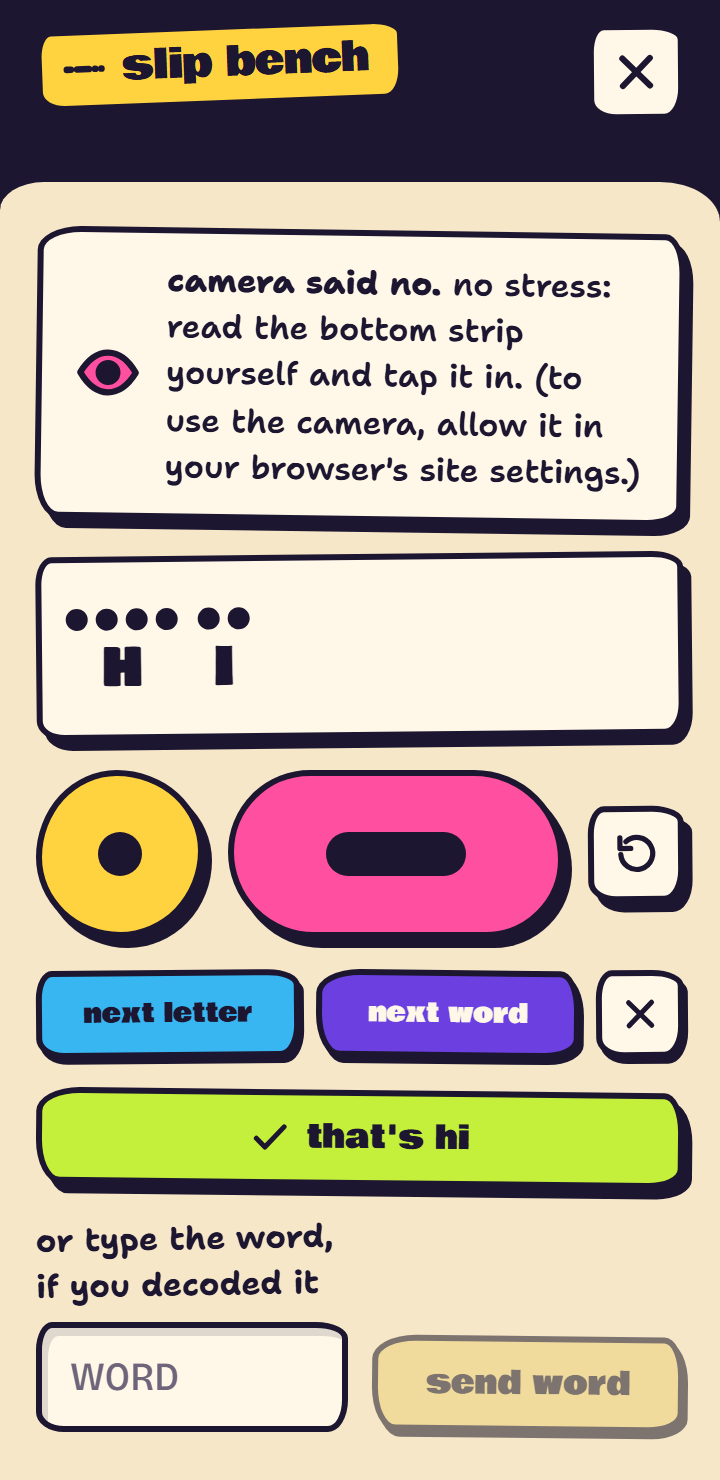 slip bench
camera said no. no stress:
read the bottom strip
yourself and tap it in. (to
use the camera, allow it in
your browser's site settings.)
H I
next letter
next word
that's hi
or type the word,
if you decoded it
WORD
send word